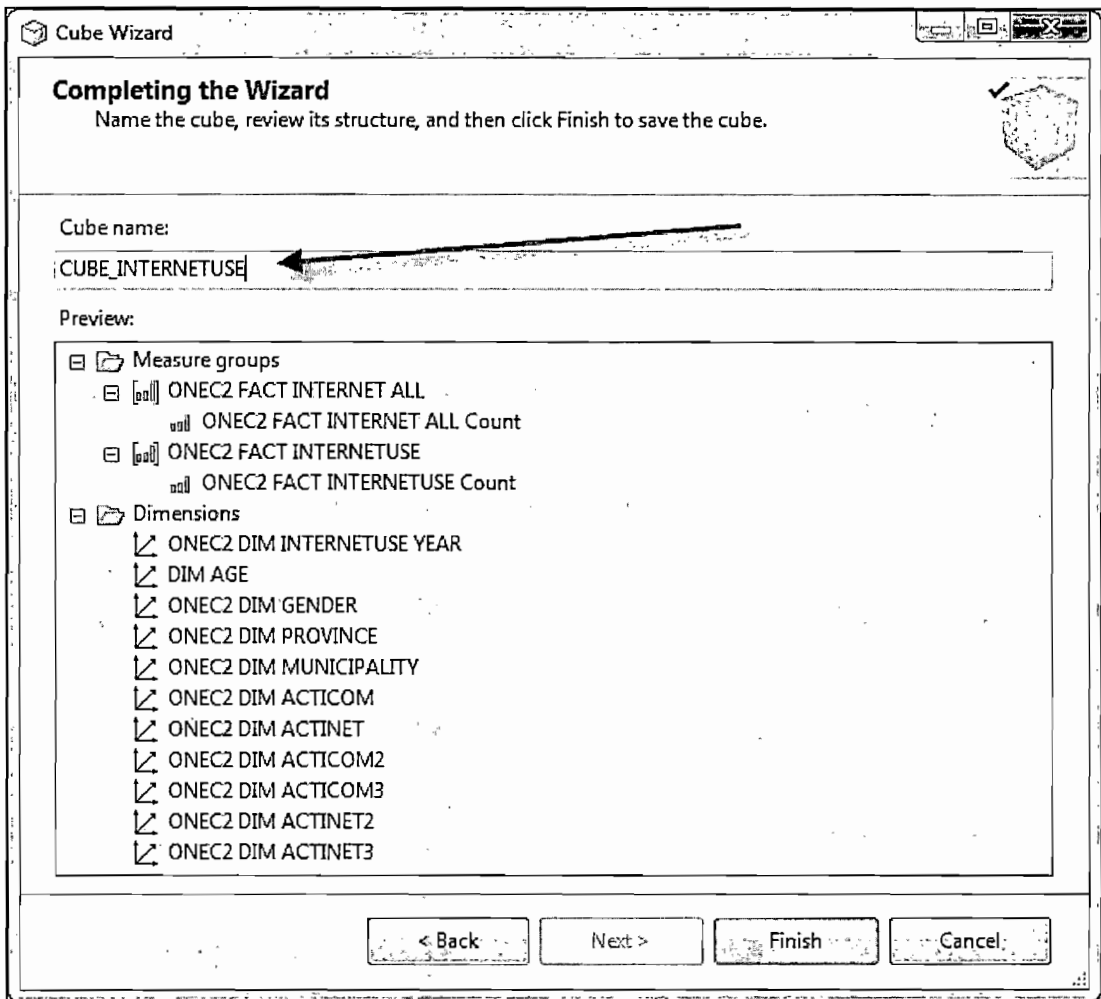 Cube Wizard
Completing the Wizard
Name the cube, review its structure, and then click Finish to save the cube.
Cube name:
CUBE_INTERNETUSE
Preview:
Measure groups
ONEC2 FACT INTERNET ALL
ONEC2 FACT INTERNET ALL Count
ONEC2 FACT INTERNETUSE
ONEC2 FACT INTERNETUSE Count
Dimensions
ONEC2 DIM INTERNETUSE YEAR
DIM AGE
ONEC2 DIM GENDER
ONEC2 DIM PROVINCE
ONEC2 DIM MUNICIPALITY
ONEC2 DIM ACTICOM
ONEC2 DIM ACTINET
ONEC2 DIM ACTICOM2
ONEC2 DIM ACTICOM3
ONEC2 DIM ACTINET2
ONEC2 DIM ACTINET3
< Back Next > Finish Cancel